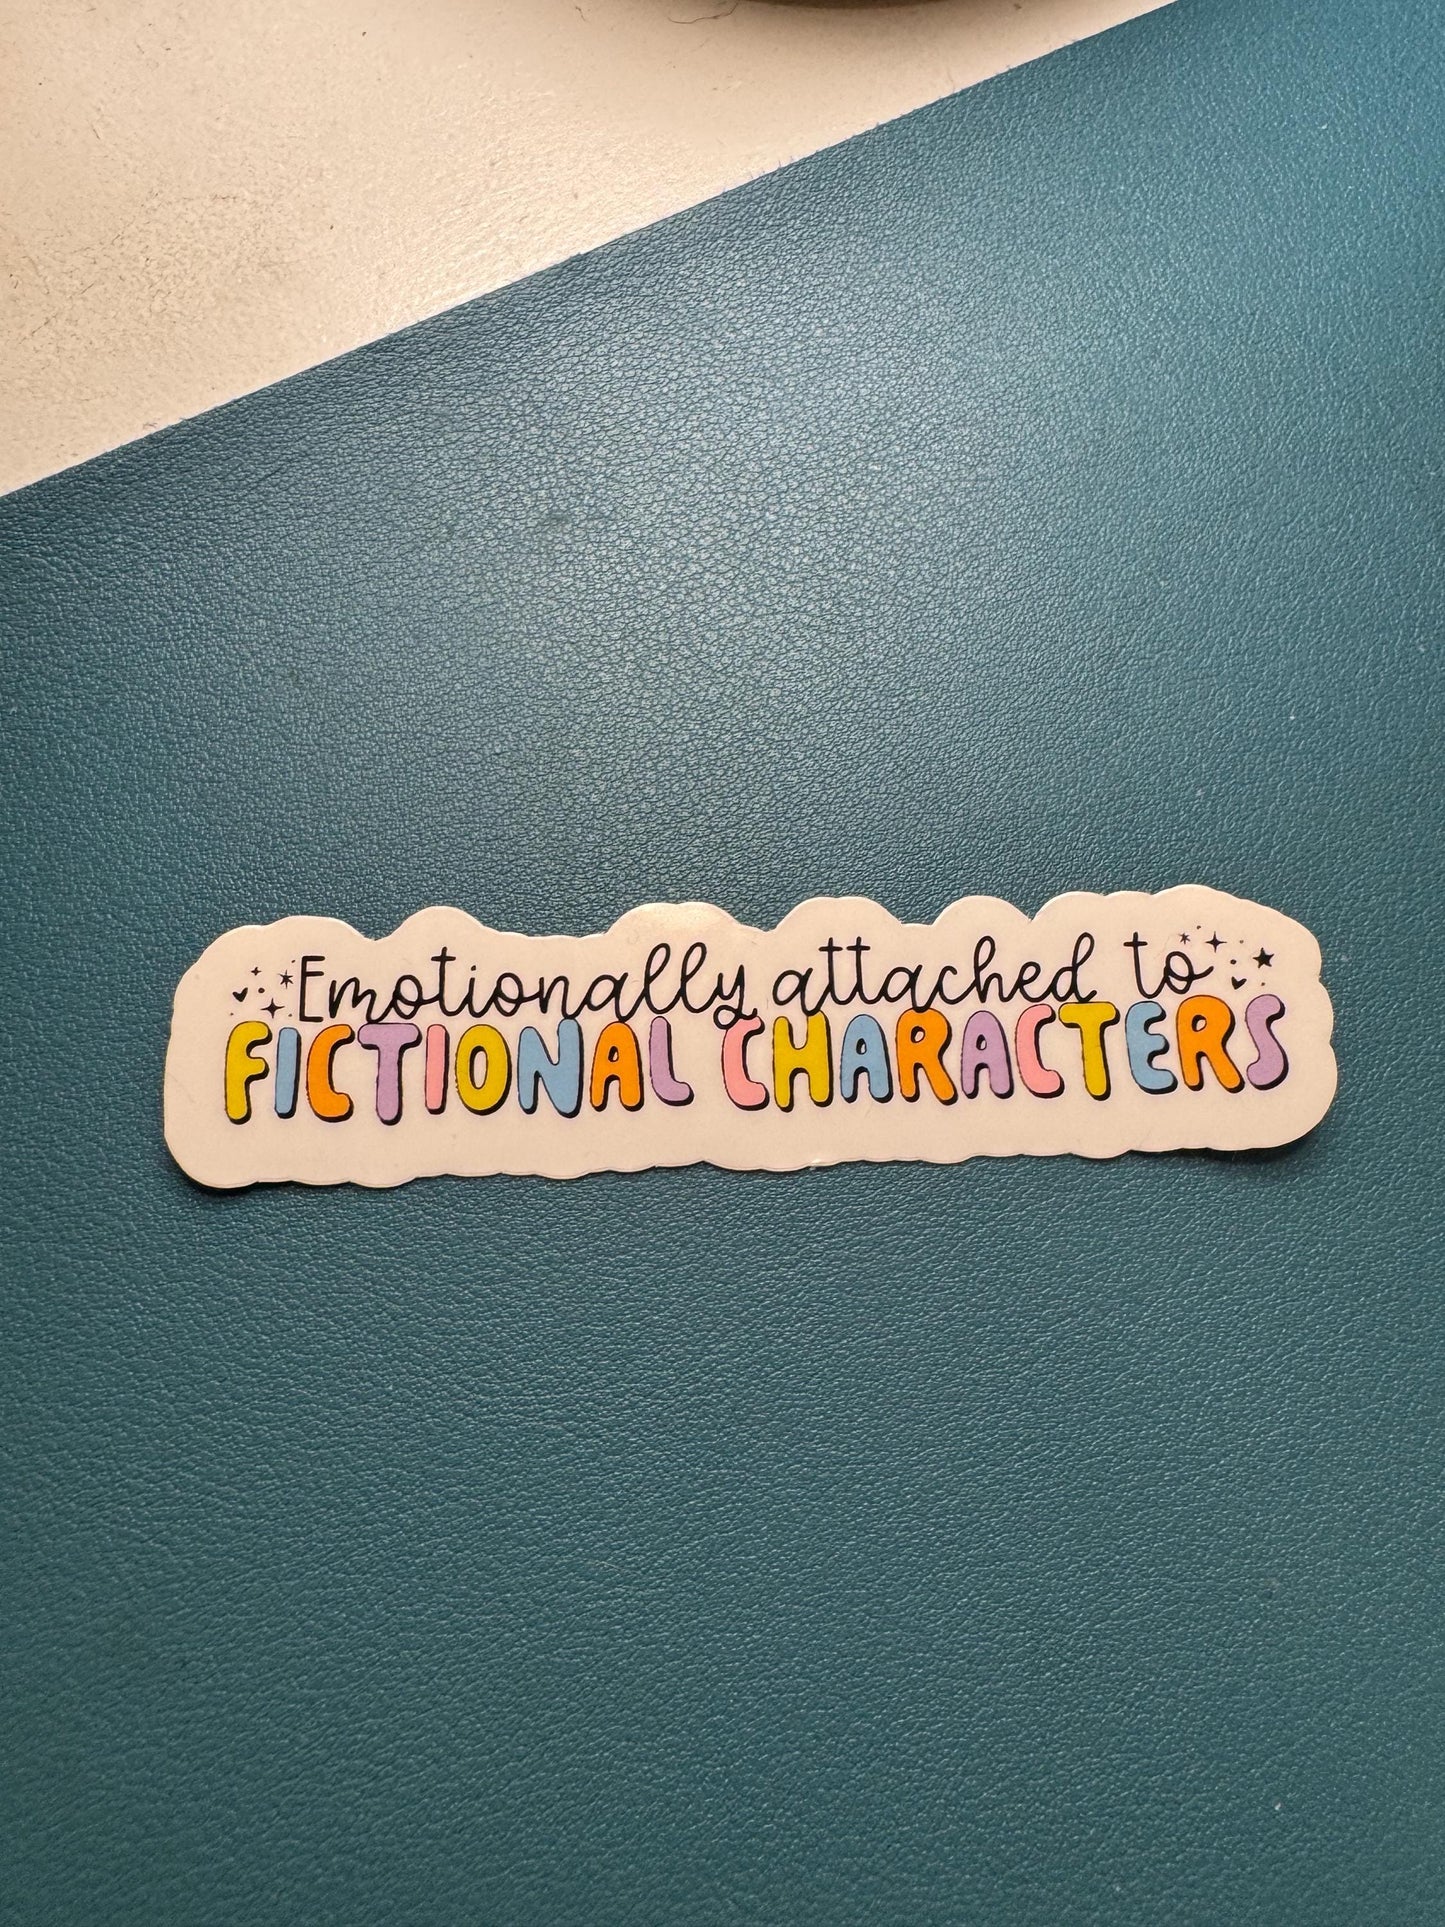 Emotionally attached to
FICTIONAL CHARACTERS